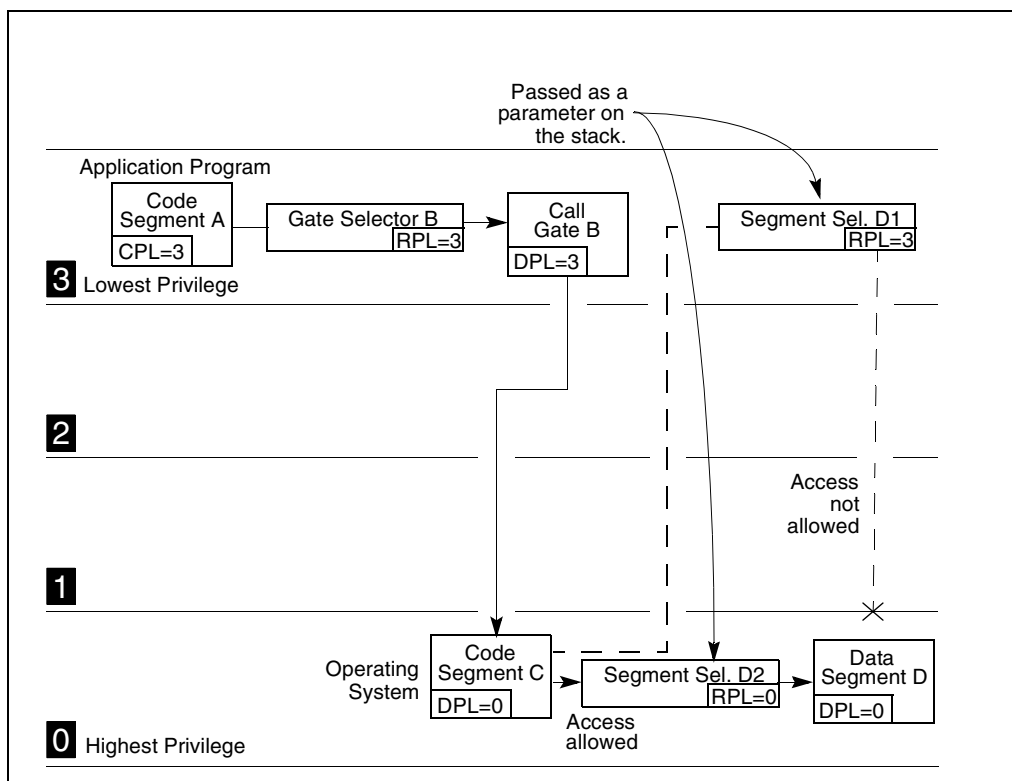 Passed as a
parameter on
the stack.
Application Program
Code
Segment A
CPL=3
Gate Selector B
RPL=3
Call
Gate B
DPL=3
Segment Sel. D1
RPL=3
3 Lowest Privilege
2
Access
not
allowed
1
Operating
System
Code
Segment C
DPL=0
Segment Sel. D2
RPL=0
Access
allowed
Data
Segment D
DPL=0
0 Highest Privilege